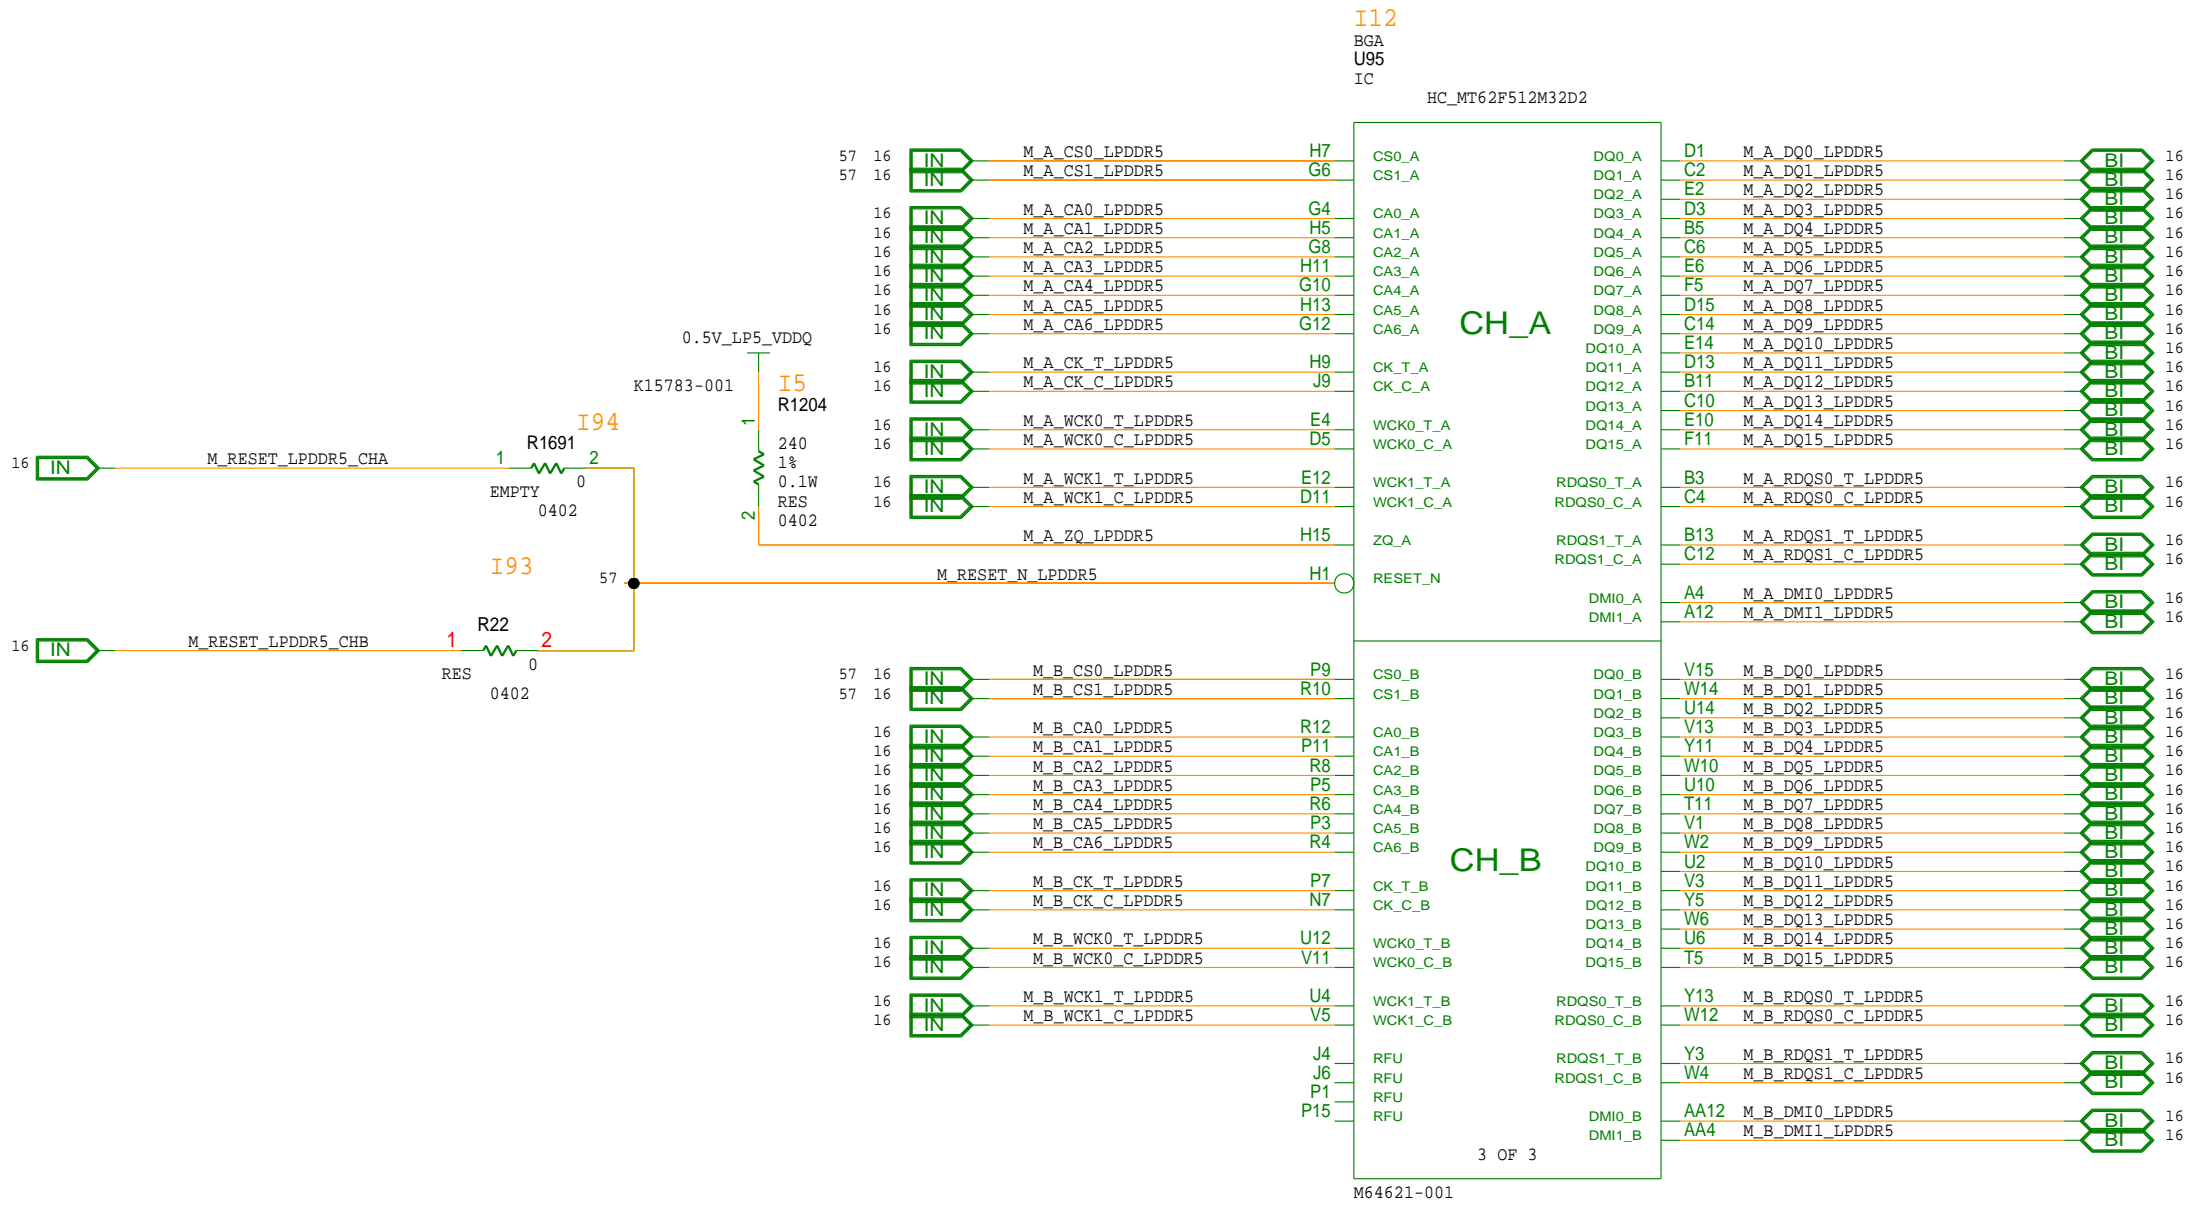 I12
BGA
U95
IC
HC_MT62F512M32D2
57 16 IN M_A_CS0_LPDDR5 H7 CS0_A DQ0_A D1 M_A_DQ0_LPDDR5 BI 16
57 16 IN M_A_CS1_LPDDR5 G6 CS1_A DQ1_A C2 M_A_DQ1_LPDDR5 BI 16
DQ2_A E2 M_A_DQ2_LPDDR5 BI 16
16 IN M_A_CA0_LPDDR5 G4 CA0_A DQ3_A D3 M_A_DQ3_LPDDR5 BI 16
16 IN M_A_CA1_LPDDR5 H5 CA1_A DQ4_A B5 M_A_DQ4_LPDDR5 BI 16
16 IN M_A_CA2_LPDDR5 G8 CA2_A DQ5_A C6 M_A_DQ5_LPDDR5 BI 16
16 IN M_A_CA3_LPDDR5 H11 CA3_A DQ6_A E6 M_A_DQ6_LPDDR5 BI 16
16 IN M_A_CA4_LPDDR5 G10 CA4_A DQ7_A F5 M_A_DQ7_LPDDR5 BI 16
16 IN M_A_CA5_LPDDR5 H13 CA5_A DQ8_A D15 M_A_DQ8_LPDDR5 BI 16
16 IN M_A_CA6_LPDDR5 G12 CA6_A DQ9_A C14 M_A_DQ9_LPDDR5 BI 16
CH_A
DQ10_A E14 M_A_DQ10_LPDDR5 BI 16
16 IN M_A_CK_T_LPDDR5 H9 CK_T_A DQ11_A D13 M_A_DQ11_LPDDR5 BI 16
16 IN M_A_CK_C_LPDDR5 J9 CK_C_A DQ12_A B11 M_A_DQ12_LPDDR5 BI 16
DQ13_A C10 M_A_DQ13_LPDDR5 BI 16
16 IN M_A_WCK0_T_LPDDR5 E4 WCK0_T_A DQ14_A E10 M_A_DQ14_LPDDR5 BI 16
16 IN M_A_WCK0_C_LPDDR5 D5 WCK0_C_A DQ15_A F11 M_A_DQ15_LPDDR5 BI 16
16 IN M_A_WCK1_T_LPDDR5 E12 WCK1_T_A RDQS0_T_A B3 M_A_RDQS0_T_LPDDR5 BI 16
16 IN M_A_WCK1_C_LPDDR5 D11 WCK1_C_A RDQS0_C_A C4 M_A_RDQS0_C_LPDDR5 BI 16
M_A_ZQ_LPDDR5 H15 ZQ_A RDQS1_T_A B13 M_A_RDQS1_T_LPDDR5 BI 16
RDQS1_C_A C12 M_A_RDQS1_C_LPDDR5 BI 16
57 M_RESET_N_LPDDR5 H1 RESET_N
DMI0_A A4 M_A_DMI0_LPDDR5 BI 16
DMI1_A A12 M_A_DMI1_LPDDR5 BI 16
0.5V_LP5_VDDQ
K15783-001
I5
R1204
1
240
1%
0.1W
RES
2
0402
I94
R1691
16 IN M_RESET_LPDDR5_CHA 1 2
0
EMPTY
0402
I93
R22
16 IN M_RESET_LPDDR5_CHB 1 2
0
RES
0402
57 16 IN M_B_CS0_LPDDR5 P9 CS0_B DQ0_B V15 M_B_DQ0_LPDDR5 BI 16
57 16 IN M_B_CS1_LPDDR5 R10 CS1_B DQ1_B W14 M_B_DQ1_LPDDR5 BI 16
DQ2_B U14 M_B_DQ2_LPDDR5 BI 16
16 IN M_B_CA0_LPDDR5 R12 CA0_B DQ3_B V13 M_B_DQ3_LPDDR5 BI 16
16 IN M_B_CA1_LPDDR5 P11 CA1_B DQ4_B Y11 M_B_DQ4_LPDDR5 BI 16
16 IN M_B_CA2_LPDDR5 R8 CA2_B DQ5_B W10 M_B_DQ5_LPDDR5 BI 16
16 IN M_B_CA3_LPDDR5 P5 CA3_B DQ6_B U10 M_B_DQ6_LPDDR5 BI 16
16 IN M_B_CA4_LPDDR5 R6 CA4_B DQ7_B T11 M_B_DQ7_LPDDR5 BI 16
16 IN M_B_CA5_LPDDR5 P3 CA5_B DQ8_B V1 M_B_DQ8_LPDDR5 BI 16
16 IN M_B_CA6_LPDDR5 R4 CA6_B DQ9_B W2 M_B_DQ9_LPDDR5 BI 16
CH_B
DQ10_B U2 M_B_DQ10_LPDDR5 BI 16
16 IN M_B_CK_T_LPDDR5 P7 CK_T_B DQ11_B V3 M_B_DQ11_LPDDR5 BI 16
16 IN M_B_CK_C_LPDDR5 N7 CK_C_B DQ12_B Y5 M_B_DQ12_LPDDR5 BI 16
DQ13_B W6 M_B_DQ13_LPDDR5 BI 16
16 IN M_B_WCK0_T_LPDDR5 U12 WCK0_T_B DQ14_B U6 M_B_DQ14_LPDDR5 BI 16
16 IN M_B_WCK0_C_LPDDR5 V11 WCK0_C_B DQ15_B T5 M_B_DQ15_LPDDR5 BI 16
16 IN M_B_WCK1_T_LPDDR5 U4 WCK1_T_B RDQS0_T_B Y13 M_B_RDQS0_T_LPDDR5 BI 16
16 IN M_B_WCK1_C_LPDDR5 V5 WCK1_C_B RDQS0_C_B W12 M_B_RDQS0_C_LPDDR5 BI 16
J4 RFU RDQS1_T_B Y3 M_B_RDQS1_T_LPDDR5 BI 16
J6 RFU RDQS1_C_B W4 M_B_RDQS1_C_LPDDR5 BI 16
P1 RFU
P15 RFU DMI0_B AA12 M_B_DMI0_LPDDR5 BI 16
DMI1_B AA4 M_B_DMI1_LPDDR5 BI 16
3 OF 3
M64621-001